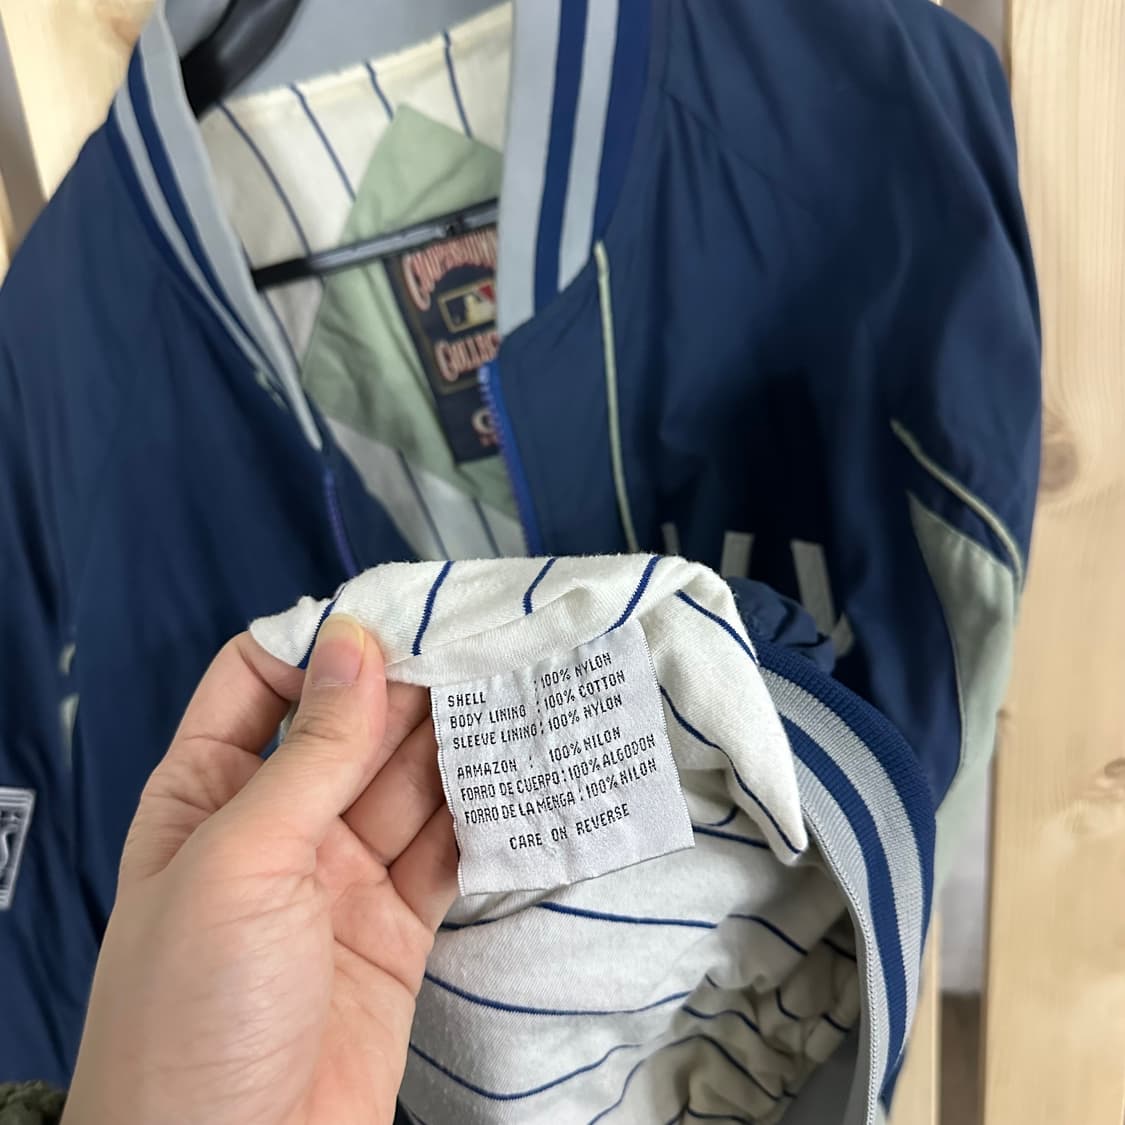 SHELL : 100% NYLON
BODY LINING : 100% COTTON
SLEEVE LINING : 100% NYLON
ARMAZON : 100% NILON
FORRO DE CUERPO : 100% ALGODON
FORRO DE LA MENGA : 100% NILON
CARE ON REVERSE